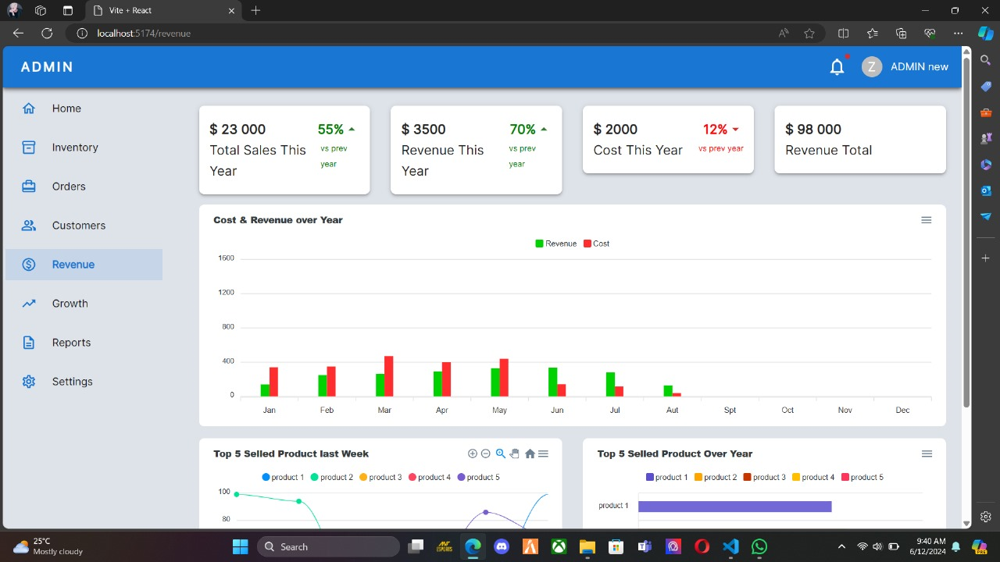 Vite + React
localhost:5174/revenue
ADMIN
Z ADMIN new
Home
Inventory
Orders
Customers
Revenue
Growth
Reports
Settings
$ 23 000 55%
Total Sales This Year
vs prev year
$ 3500 70%
Revenue This Year
vs prev year
$ 2000 12%
Cost This Year
vs prev year
$ 98 000
Revenue Total
Cost & Revenue over Year
Revenue Cost
1600
1200
800
400
0
Jan Feb Mar Apr May Jun Jul Aut Spt Oct Nov Dec
Top 5 Selled Product last Week
product 1 product 2 product 3 product 4 product 5
100
80
Top 5 Selled Product Over Year
product 1 product 2 product 3 product 4 product 5
product 1
25°C
Mostly cloudy
Search
ANT ESPORTS
9:40 AM
6/12/2024
PRE